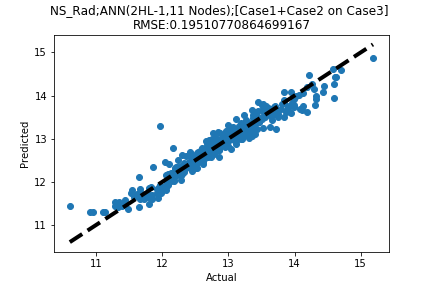 NS_Rad;ANN(2HL-1,11 Nodes);[Case1+Case2 on Case3]
RMSE:0.19510770864699167
15
14
13
12
11
Predicted
11
12
13
14
15
Actual